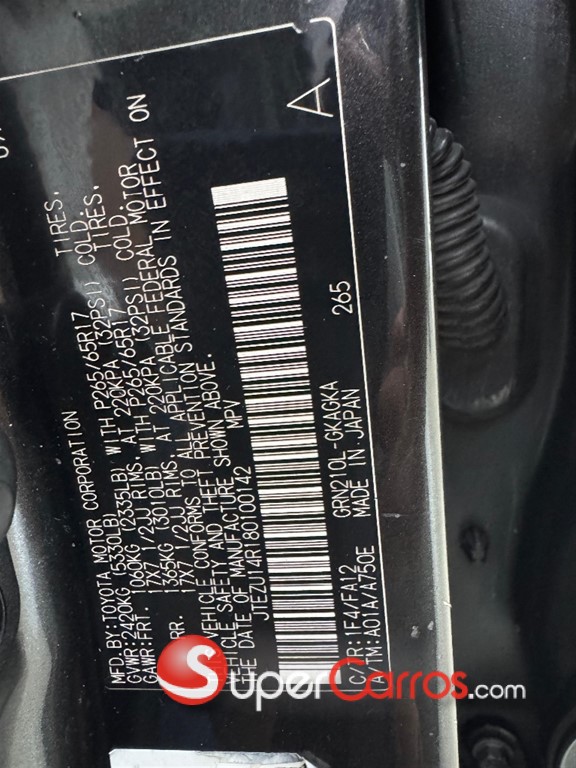 MFD.BY:TOYOTA MOTOR CORPORATION
GVWR:2420KG (5330LB)
GAWR:FRT. 1060KG (2335LB) WITH P265/65R17 TIRES,
17X7 1/2JJ RIMS, AT 220KPA (32PSI) COLD.
RR. 1365KG (3010LB) WITH P265/65R17 TIRES,
17X7 1/2JJ RIMS, AT 220KPA (32PSI) COLD.
VEHICLE CONFORMS TO ALL APPLICABLE FEDERAL MOTOR
VEHICLE SAFETY AND THEFT PREVENTION STANDARDS IN EFFECT ON
THE DATE OF MANUFACTURE SHOWN ABOVE.
JTEZU14R180100142 MPV
C/TR:1F4/FA12 GRN210L-GKAGKA 265
A/TM:A01A/A750E MADE IN JAPAN
A
SuperCarros.com